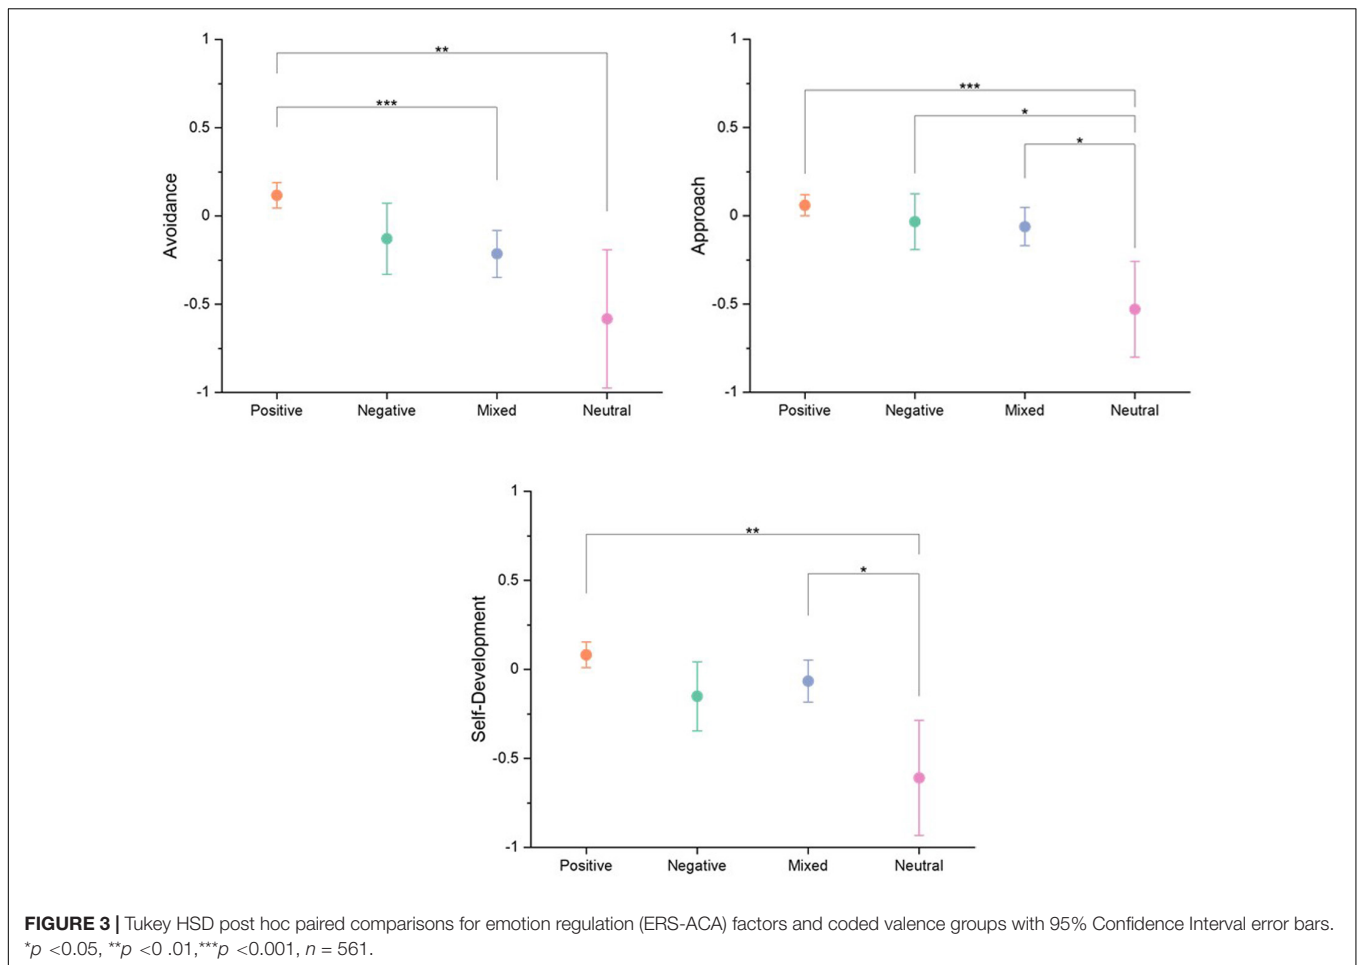 1
0.5
0
-0.5
-1
Avoidance
**
***
Positive Negative Mixed Neutral
1
0.5
0
-0.5
-1
Approach
***
*
*
Positive Negative Mixed Neutral
1
0.5
0
-0.5
-1
Self-Development
**
*
Positive Negative Mixed Neutral
FIGURE 3 | Tukey HSD post hoc paired comparisons for emotion regulation (ERS-ACA) factors and coded valence groups with 95% Confidence Interval error bars.
*p <0.05, **p <0 .01,***p <0.001, n = 561.